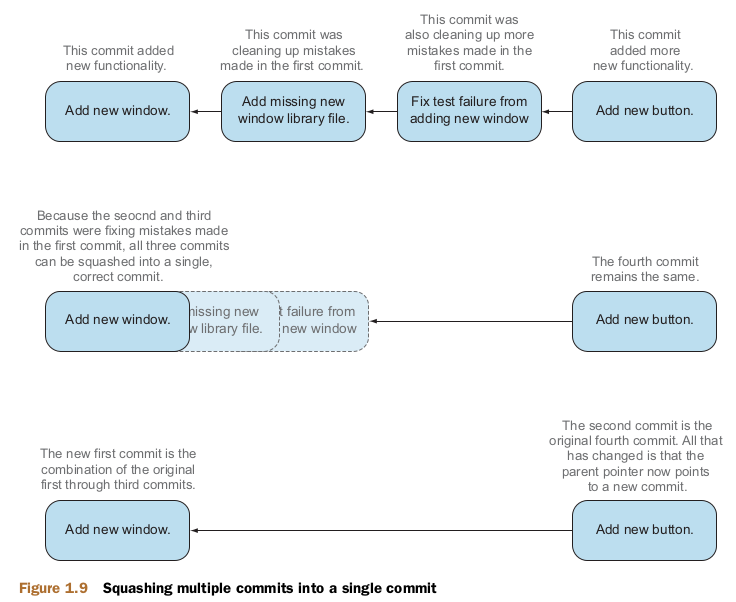 This commit added
new functionality.
This commit was
cleaning up mistakes
made in the first commit.
This commit was
also cleaning up more
mistakes made in the
first commit.
This commit
added more
new functionality.
Add new window.
Add missing new
window library file.
Fix test failure from
adding new window
Add new button.
Because the seocnd and third
commits were fixing mistakes made
in the first commit, all three commits
can be squashed into a single,
correct commit.
The fourth commit
remains the same.
Add new window.
missing new
w library file.
t failure from
new window
Add new button.
The new first commit is the
combination of the original
first through third commits.
The second commit is the
original fourth commit. All that
has changed is that the
parent pointer now points
to a new commit.
Add new window.
Add new button.
Figure 1.9 Squashing multiple commits into a single commit